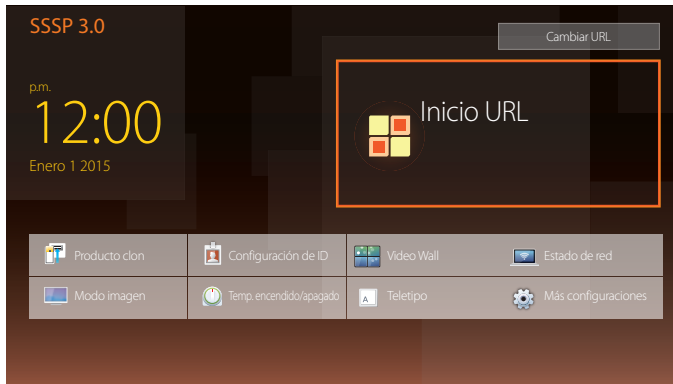 SSSP 3.0
Cambiar URL
p.m.
12:00
Enero 1 2015
Inicio URL
Producto clon
Configuración de ID
Video Wall
Estado de red
Modo imagen
Temp. encendido/apagado
A
Teletipo
Más configuraciones